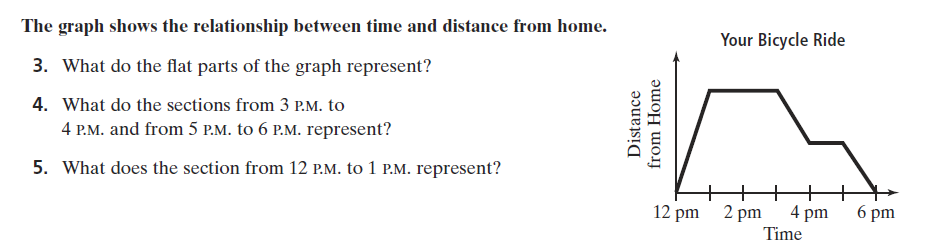 The graph shows the relationship between time and distance from home.
3. What do the flat parts of the graph represent?
4. What do the sections from 3 P.M. to
4 P.M. and from 5 P.M. to 6 P.M. represent?
5. What does the section from 12 P.M. to 1 P.M. represent?
Your Bicycle Ride
Distance
from Home
12 pm 2 pm 4 pm 6 pm
Time